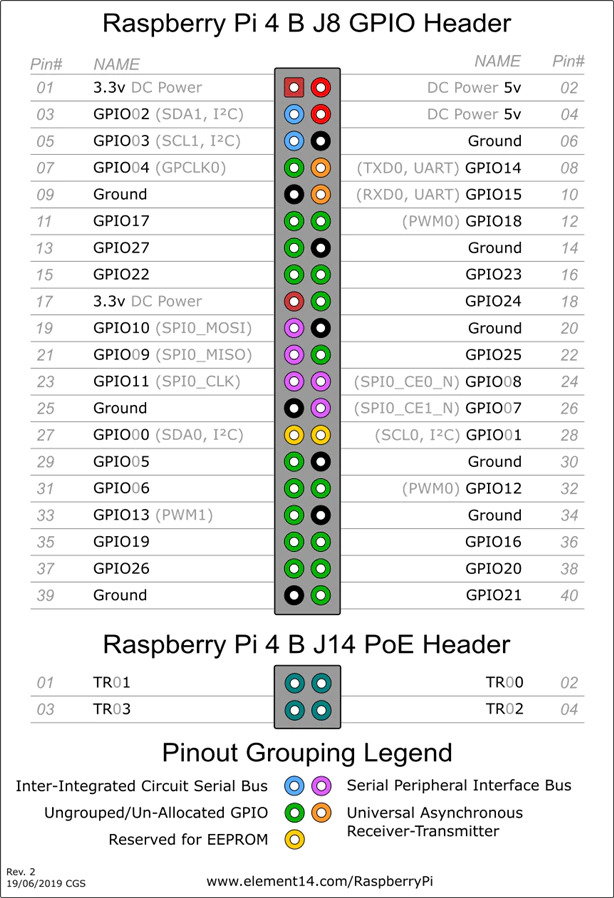 Raspberry Pi 4 B J8 GPIO Header
Pin# NAME NAME Pin#
01 3.3v DC Power DC Power 5v 02
03 GPIO02 (SDA1, I²C) DC Power 5v 04
05 GPIO03 (SCL1, I²C) Ground 06
07 GPIO04 (GPCLK0) (TXD0, UART) GPIO14 08
09 Ground (RXD0, UART) GPIO15 10
11 GPIO17 (PWM0) GPIO18 12
13 GPIO27 Ground 14
15 GPIO22 GPIO23 16
17 3.3v DC Power GPIO24 18
19 GPIO10 (SPI0_MOSI) Ground 20
21 GPIO09 (SPI0_MISO) GPIO25 22
23 GPIO11 (SPI0_CLK) (SPI0_CE0_N) GPIO08 24
25 Ground (SPI0_CE1_N) GPIO07 26
27 GPIO00 (SDA0, I²C) (SCL0, I²C) GPIO01 28
29 GPIO05 Ground 30
31 GPIO06 (PWM0) GPIO12 32
33 GPIO13 (PWM1) Ground 34
35 GPIO19 GPIO16 36
37 GPIO26 GPIO20 38
39 Ground GPIO21 40
Raspberry Pi 4 B J14 PoE Header
01 TR01 TR00 02
03 TR03 TR02 04
Pinout Grouping Legend
Inter-Integrated Circuit Serial Bus Serial Peripheral Interface Bus
Ungrouped/Un-Allocated GPIO Universal Asynchronous
Receiver-Transmitter
Reserved for EEPROM
Rev. 2
19/06/2019 CGS
www.element14.com/RaspberryPi